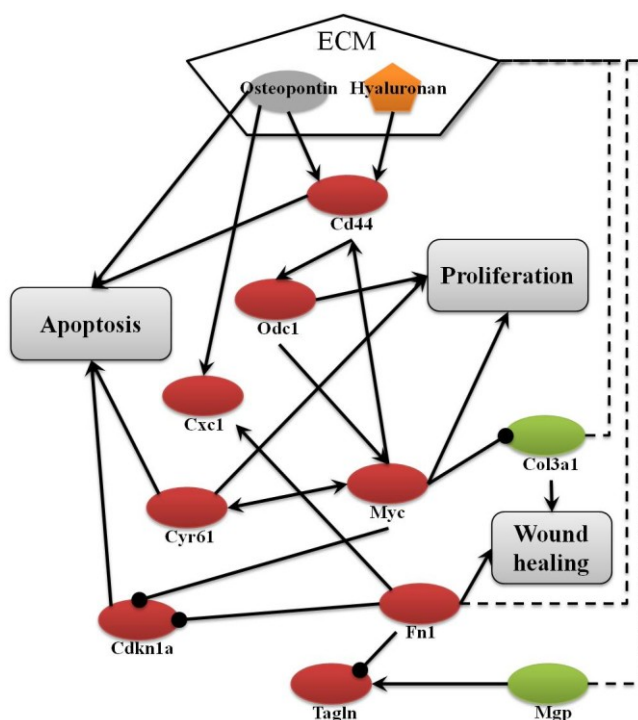 ECM
Osteopontin
Hyaluronan
Cd44
Proliferation
Odc1
Apoptosis
Cxc1
Col3a1
Myc
Cyr61
Wound
healing
Fn1
Cdkn1a
Tagln
Mgp